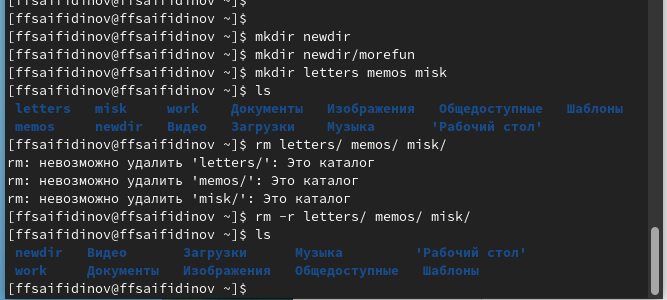 [ffsaifidinov@ffsaifidinov ~]$
[ffsaifidinov@ffsaifidinov ~]$
[ffsaifidinov@ffsaifidinov ~]$ mkdir newdir
[ffsaifidinov@ffsaifidinov ~]$ mkdir newdir/morefun
[ffsaifidinov@ffsaifidinov ~]$ mkdir letters memos misk
[ffsaifidinov@ffsaifidinov ~]$ ls
letters misk work Документы Изображения Общедоступные Шаблоны
memos newdir Видео Загрузки Музыка 'Рабочий стол'
[ffsaifidinov@ffsaifidinov ~]$ rm letters/ memos/ misk/
rm: невозможно удалить 'letters/': Это каталог
rm: невозможно удалить 'memos/': Это каталог
rm: невозможно удалить 'misk/': Это каталог
[ffsaifidinov@ffsaifidinov ~]$ rm -r letters/ memos/ misk/
[ffsaifidinov@ffsaifidinov ~]$ ls
newdir Видео Загрузки Музыка 'Рабочий стол'
work Документы Изображения Общедоступные Шаблоны
[ffsaifidinov@ffsaifidinov ~]$